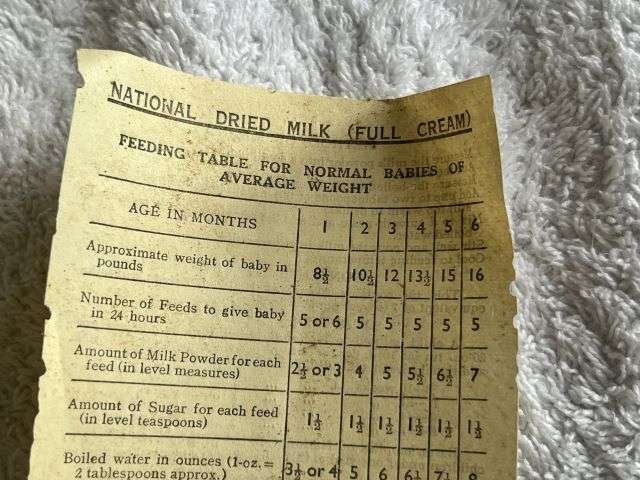 NATIONAL DRIED MILK (FULL CREAM)
FEEDING TABLE FOR NORMAL BABIES OF
AVERAGE WEIGHT
AGE IN MONTHS 1 2 3 4 5 6
Approximate weight of baby in
pounds 8½ 10½ 12 13½ 15 16
Number of Feeds to give baby
in 24 hours 5 or 6 5 5 5 5 5
Amount of Milk Powder for each
feed (in level measures) 2½ or 3 4 5 5½ 6½ 7
Amount of Sugar for each feed
(in level teaspoons) 1½ 1½ 1½ 1½ 1½ 1½
Boiled water in ounces (1-oz.=
2 tablespoons approx.) 3½ or 4 5 6 6½